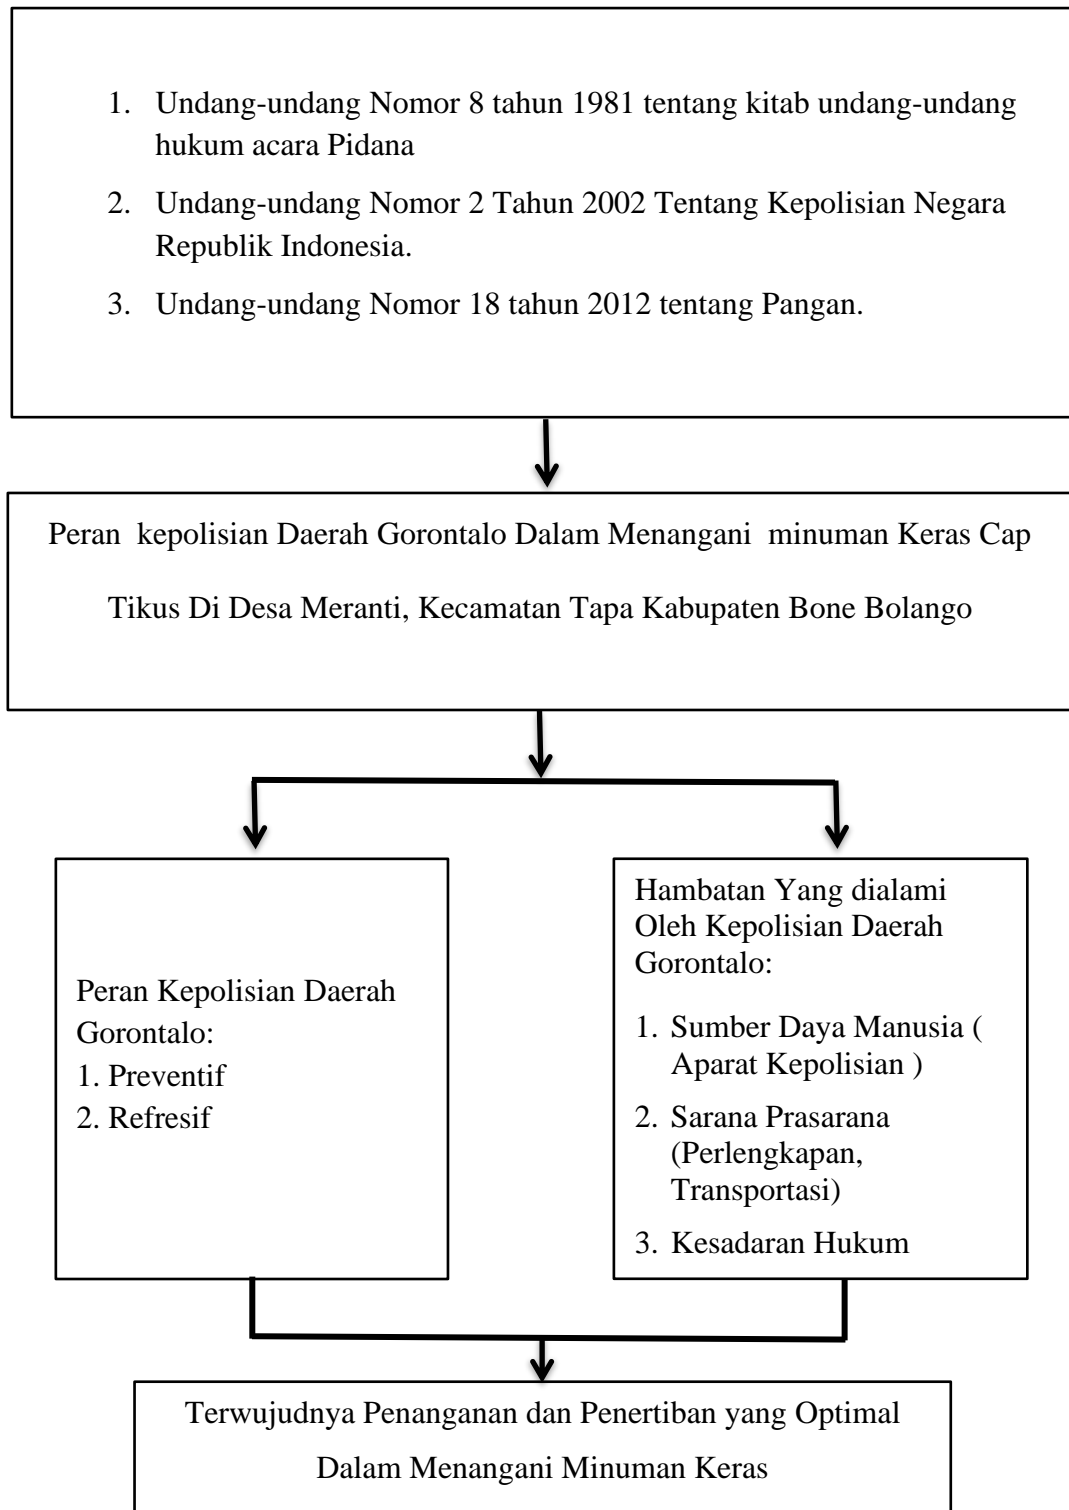 1. Undang-undang Nomor 8 tahun 1981 tentang kitab undang-undang
hukum acara Pidana
2. Undang-undang Nomor 2 Tahun 2002 Tentang Kepolisian Negara
Republik Indonesia.
3. Undang-undang Nomor 18 tahun 2012 tentang Pangan.
Peran kepolisian Daerah Gorontalo Dalam Menangani minuman Keras Cap
Tikus Di Desa Meranti, Kecamatan Tapa Kabupaten Bone Bolango
Peran Kepolisian Daerah
Gorontalo:
1. Preventif
2. Refresif
Hambatan Yang dialami
Oleh Kepolisian Daerah
Gorontalo:
1. Sumber Daya Manusia (
Aparat Kepolisian )
2. Sarana Prasarana
(Perlengkapan,
Transportasi)
3. Kesadaran Hukum
Terwujudnya Penanganan dan Penertiban yang Optimal
Dalam Menangani Minuman Keras